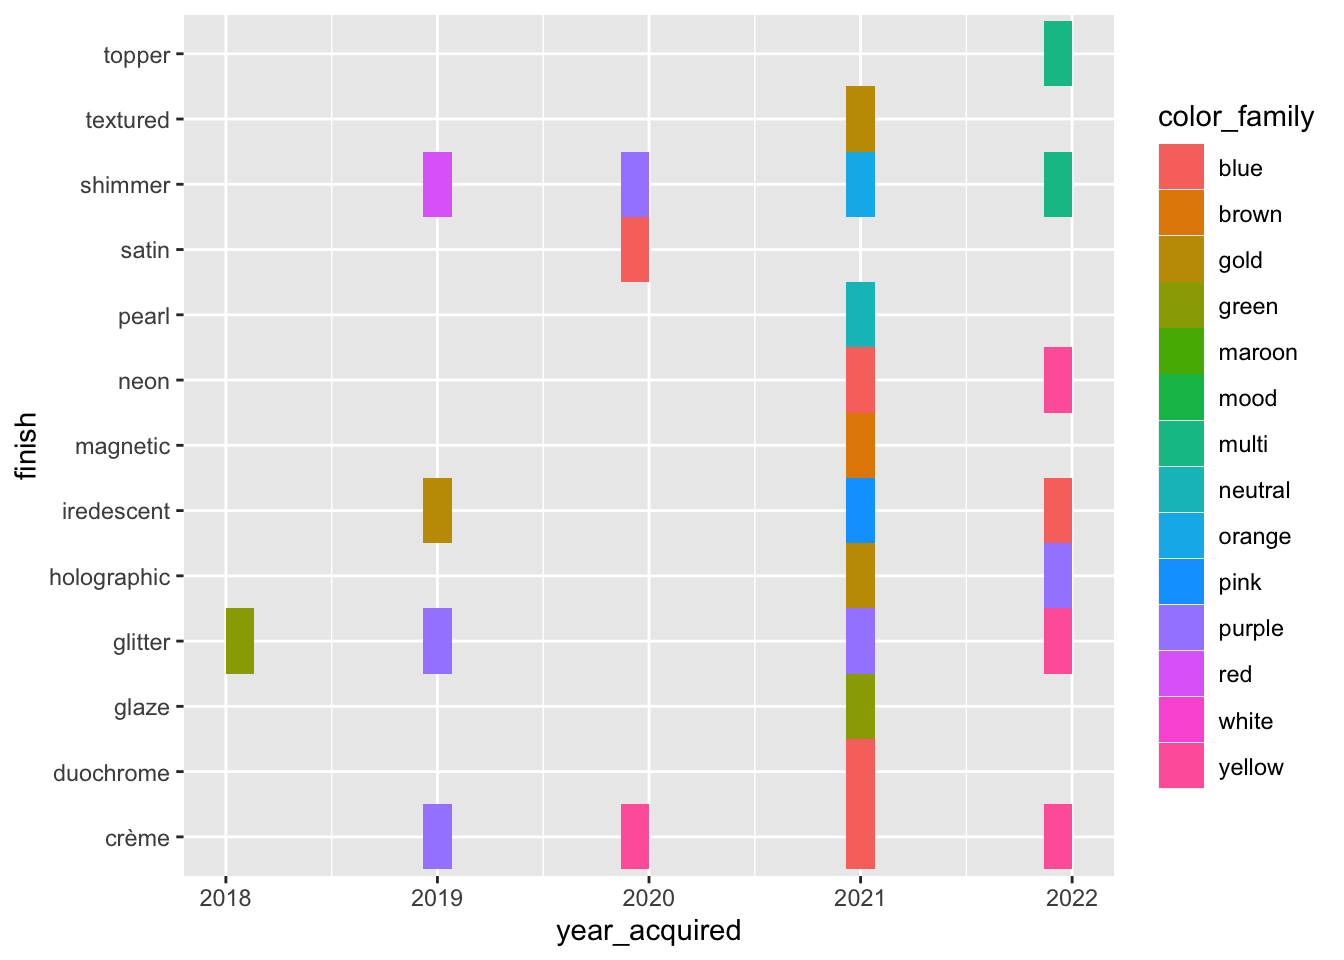 topper
textured
shimmer
satin
pearl
neon
magnetic
iredescent
holographic
glitter
glaze
duochrome
crème
finish
2018 2019 2020 2021 2022
year_acquired
color_family
blue
brown
gold
green
maroon
mood
multi
neutral
orange
pink
purple
red
white
yellow